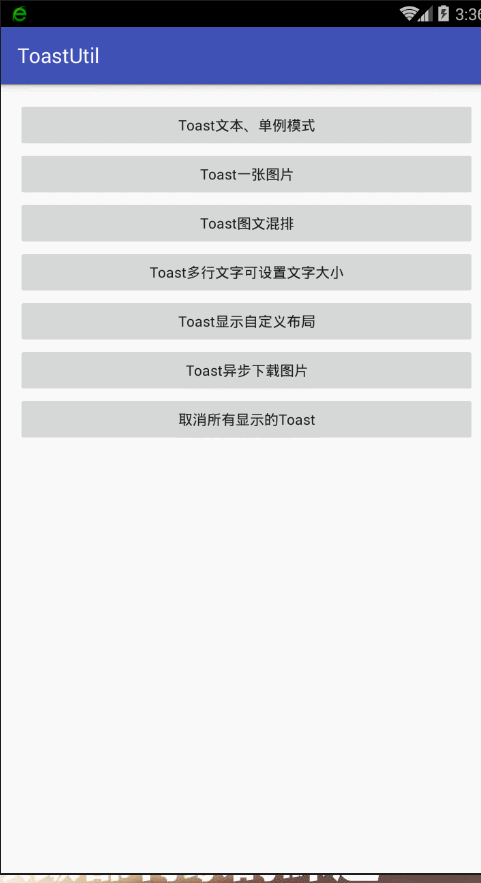 3:36
ToastUtil
Toast文本、单例模式
Toast一张图片
Toast图文混排
Toast多行文字可设置文字大小
Toast显示自定义布局
Toast异步下载图片
取消所有显示的Toast